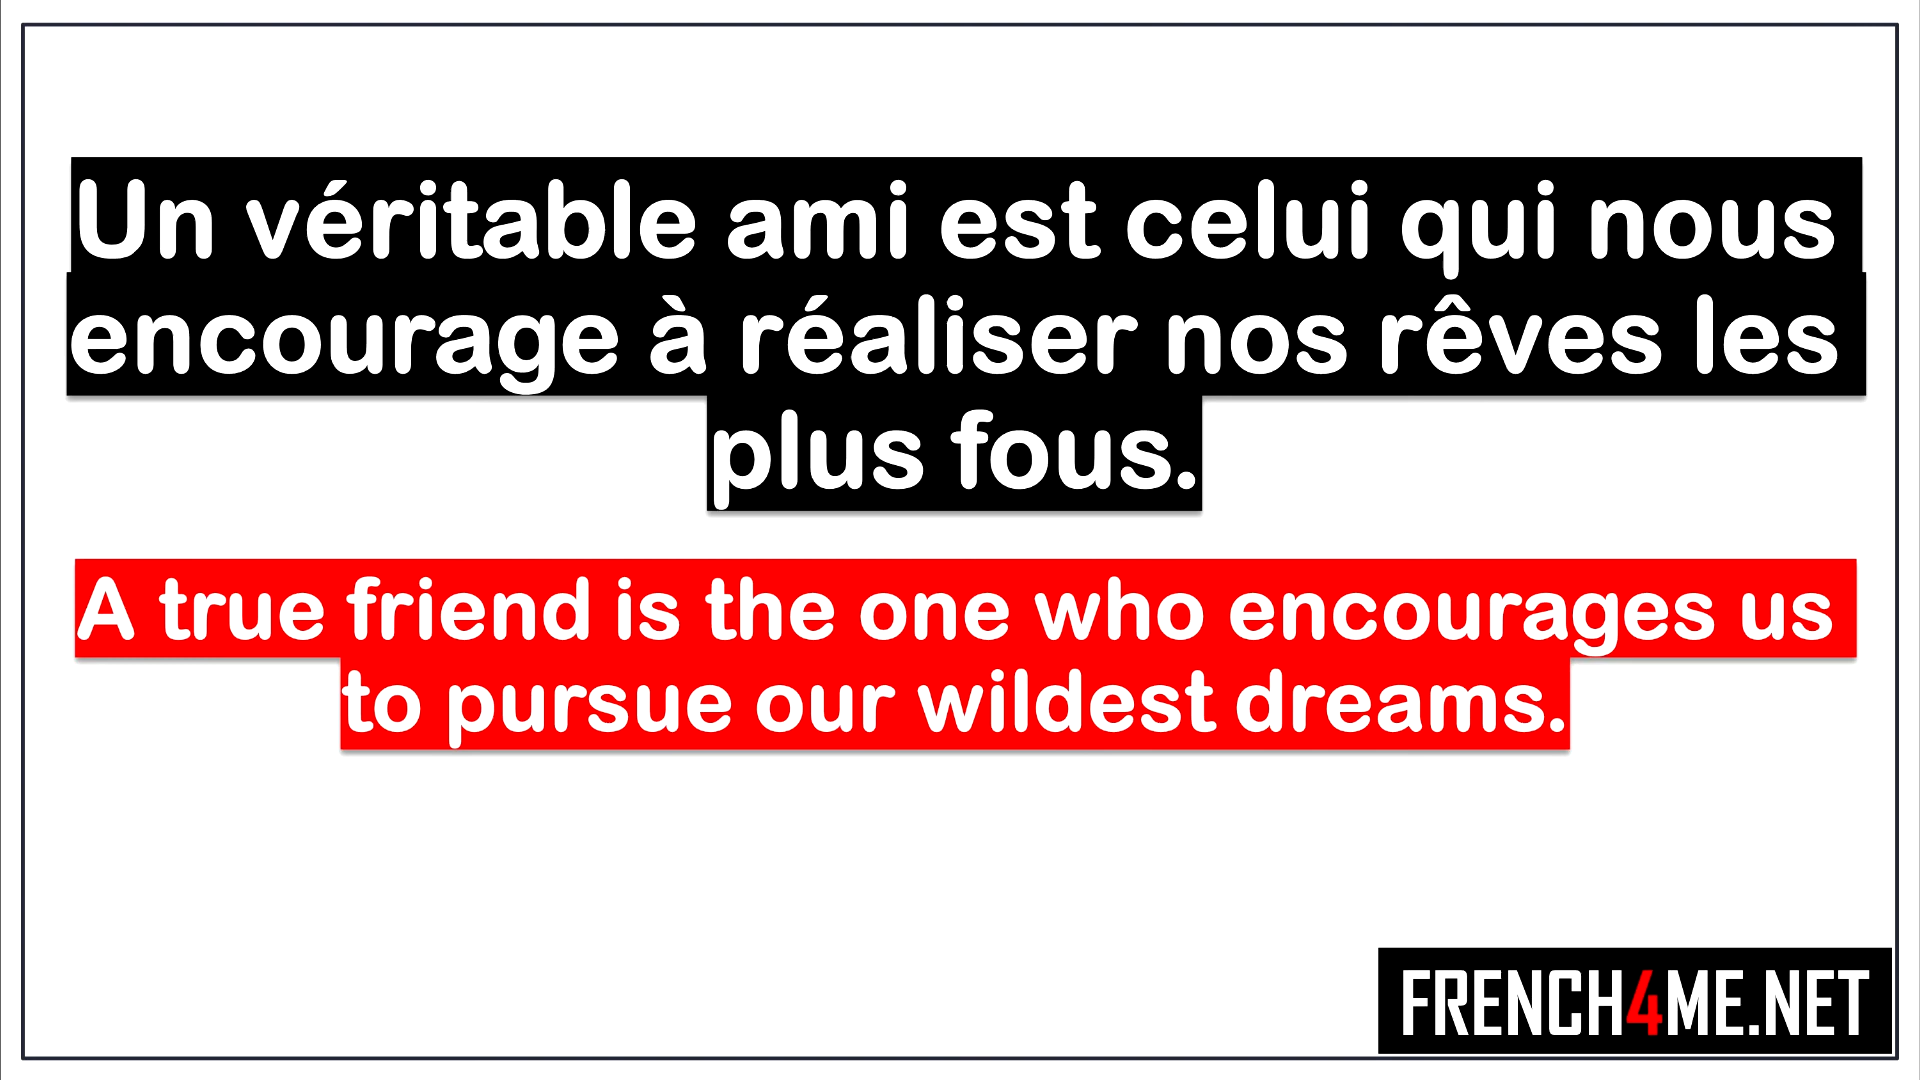 Un véritable ami est celui qui nous
encourage à réaliser nos rêves les
plus fous.
A true friend is the one who encourages us
to pursue our wildest dreams.
FRENCH4ME.NET